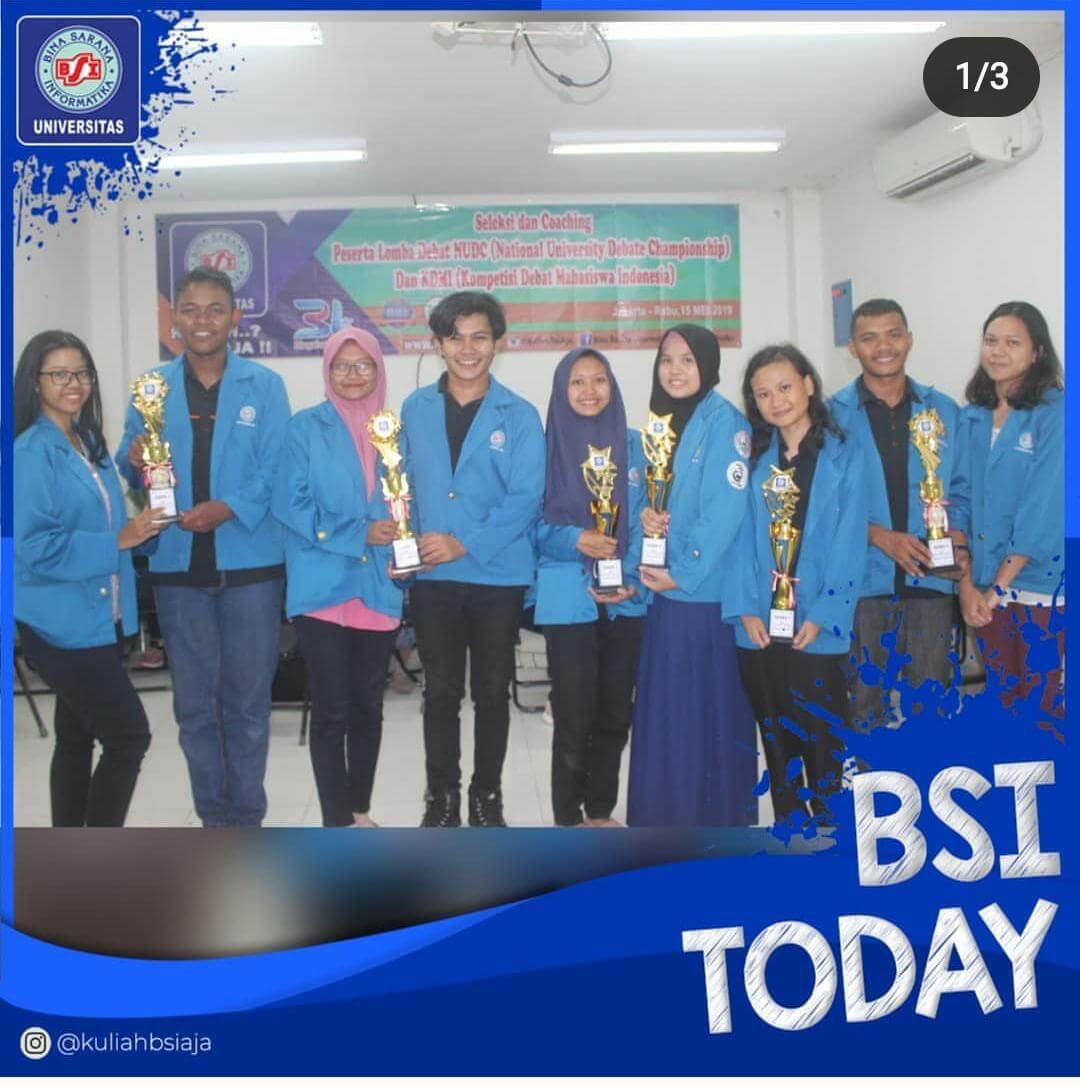 BINA SARANA
BSI
INFORMATIKA
UNIVERSITAS
1/3
Seleksi dan Coaching
Peserta Lomba Debat NUDC (National University Debate Championship)
Dan KDMI (Kompetisi Debat Mahasiswa Indonesia)
Jakarta - Rabu, 15 MEI 2019
BSI
TODAY
@kuliahbsiaja